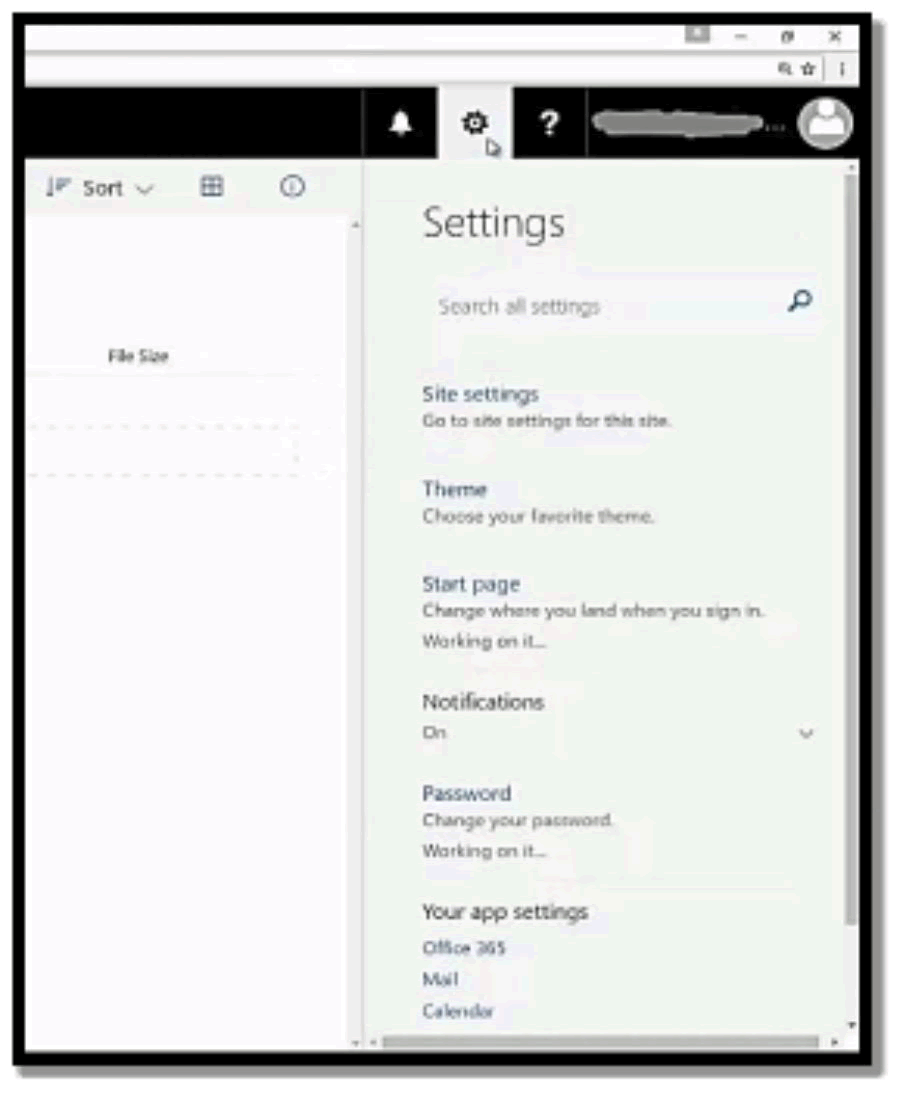 ?
...
Sort
Settings
Search all settings
File Size
Site settings
Go to site settings for this site.
Theme
Choose your favorite theme.
Start page
Change where you land when you sign in.
Working on it...
Notifications
On
Password
Change your password.
Working on it...
Your app settings
Office 365
Mail
Calendar